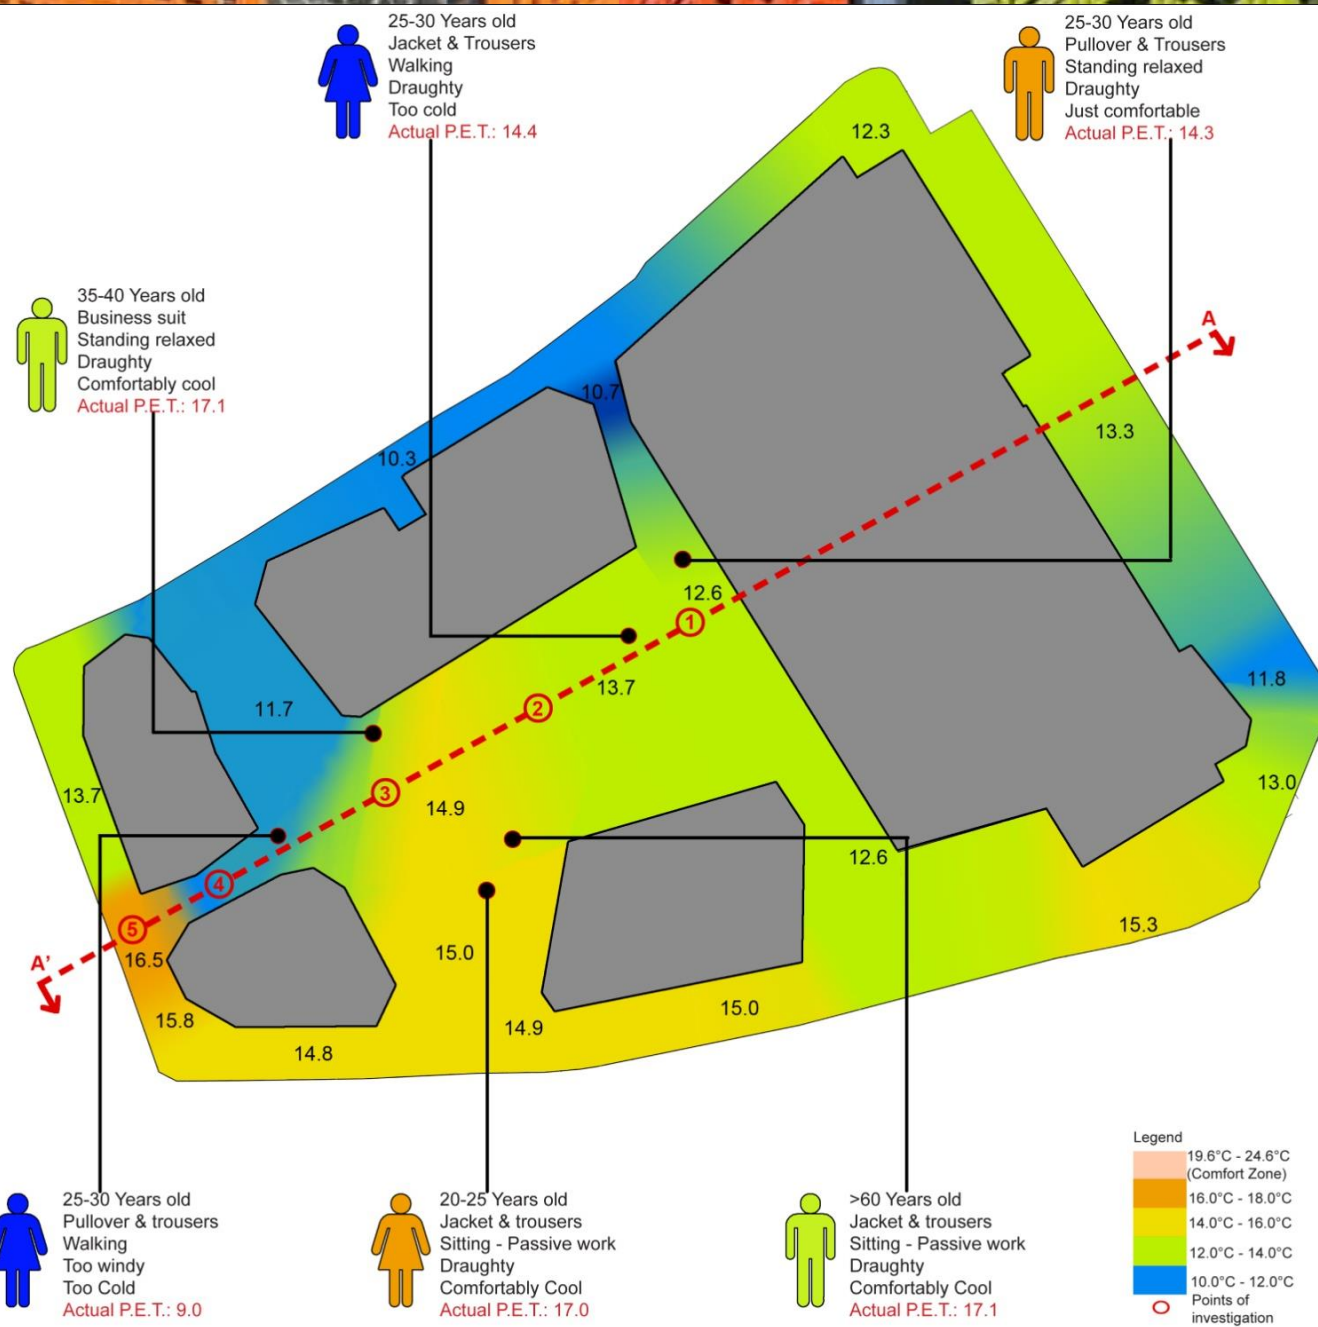 25-30 Years old
Jacket & Trousers
Walking
Draughty
Too cold
Actual P.E.T.: 14.4
25-30 Years old
Pullover & Trousers
Standing relaxed
Draughty
Just comfortable
Actual P.E.T.: 14.3
35-40 Years old
Business suit
Standing relaxed
Draughty
Comfortably cool
Actual P.E.T.: 17.1
12.3
A
10.7
13.3
10.3
12.6
1
11.8
13.7
11.7
2
13.0
13.7
3
14.9
12.6
4
5
15.3
A'
16.5
15.0
15.8
14.9
15.0
14.8
25-30 Years old
Pullover & trousers
Walking
Too windy
Too Cold
Actual P.E.T.: 9.0
20-25 Years old
Jacket & trousers
Sitting - Passive work
Draughty
Comfortably Cool
Actual P.E.T.: 17.0
>60 Years old
Jacket & trousers
Sitting - Passive work
Draughty
Comfortably Cool
Actual P.E.T.: 17.1
Legend
19.6°C - 24.6°C
(Comfort Zone)
16.0°C - 18.0°C
14.0°C - 16.0°C
12.0°C - 14.0°C
10.0°C - 12.0°C
Points of
investigation